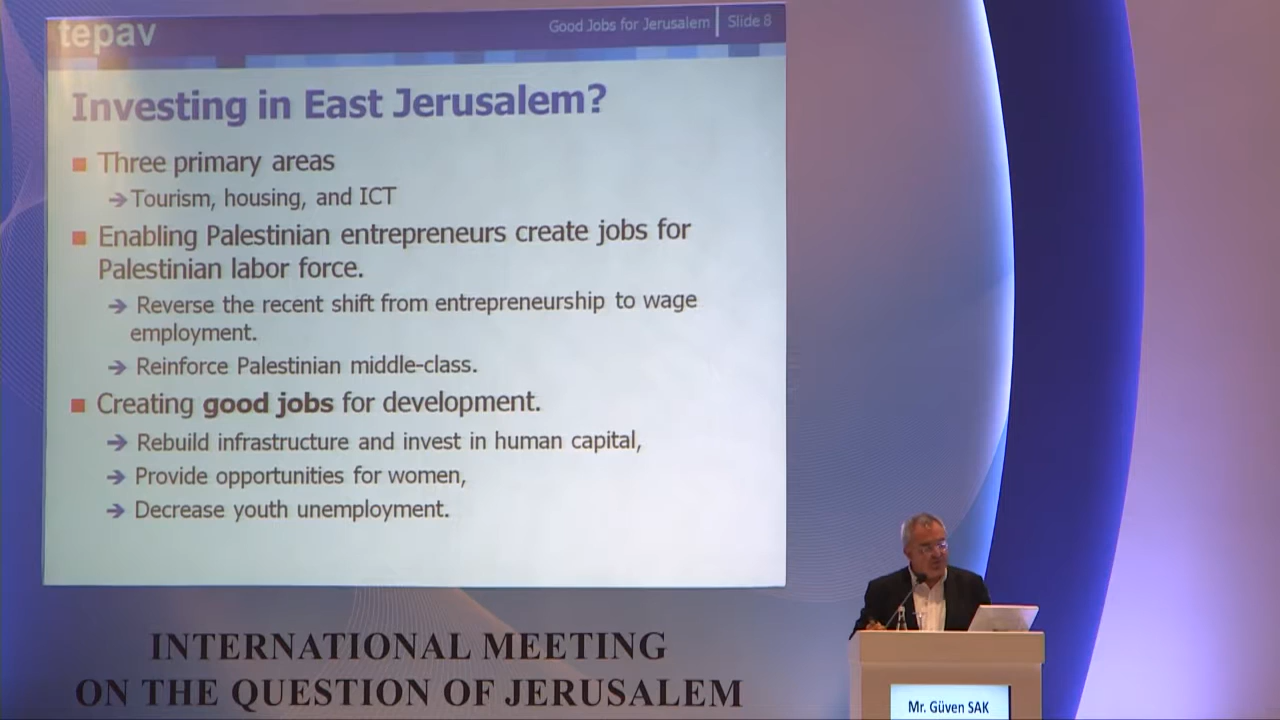 tepav
Good Jobs for Jerusalem | Slide 8
Investing in East Jerusalem?
Three primary areas
→Tourism, housing, and ICT
Enabling Palestinian entrepreneurs create jobs for
Palestinian labor force.
→ Reverse the recent shift from entrepreneurship to wage
employment.
→ Reinforce Palestinian middle-class.
Creating good jobs for development.
→ Rebuild infrastructure and invest in human capital,
→ Provide opportunities for women,
→ Decrease youth unemployment.
INTERNATIONAL MEETING
ON THE QUESTION OF JERUSALEM
Mr. Güven SAK